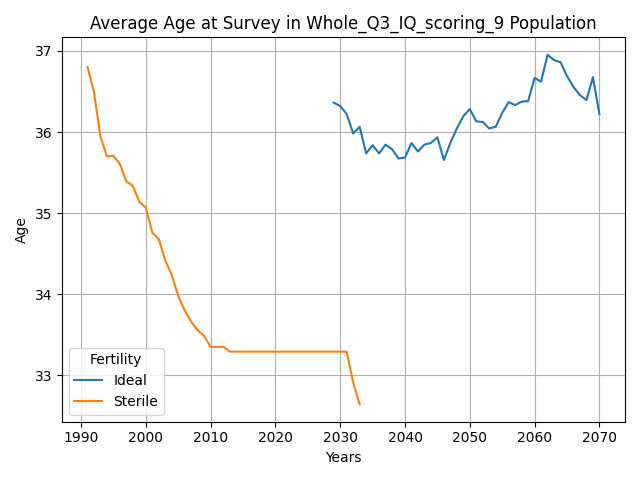 Average Age at Survey in Whole_Q3_IQ_scoring_9 Population
37
36
35
34
33
Age
Fertility
Ideal
Sterile
1990 2000 2010 2020 2030 2040 2050 2060 2070
Years